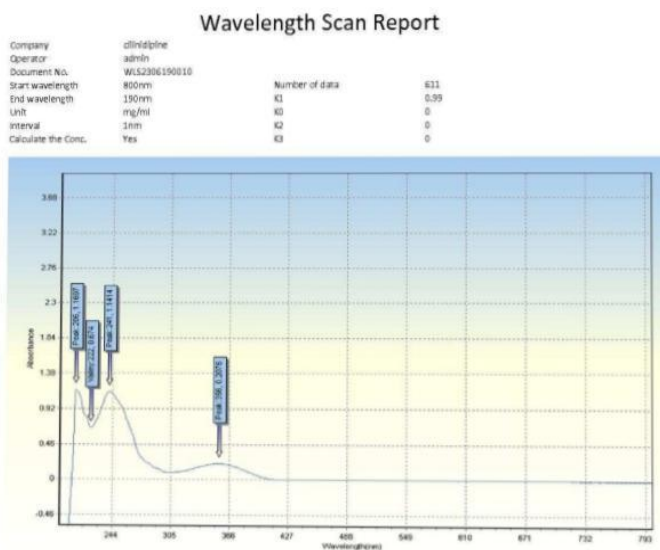 Wavelength Scan Report
Company cilinidipine
Operator admin
Document No. WLS2306190010
Start wavelength 800nm Number of data 611
End wavelength 190nm K1 0.99
Unit mg/ml K0 0
Interval 1nm K2 0
Calculate the Conc. Yes K3 0
3.68
3.22
2.76
2.3
1.84
1.38
0.92
0.46
0
-0.46
Absorbance
Peak: 206, 1.1697
Valley: 222, 0.674
Peak: 241, 1.1414
Peak: 356, 0.2076
244 305 366 427 488 549 610 671 732 793
Wavelength(nm)